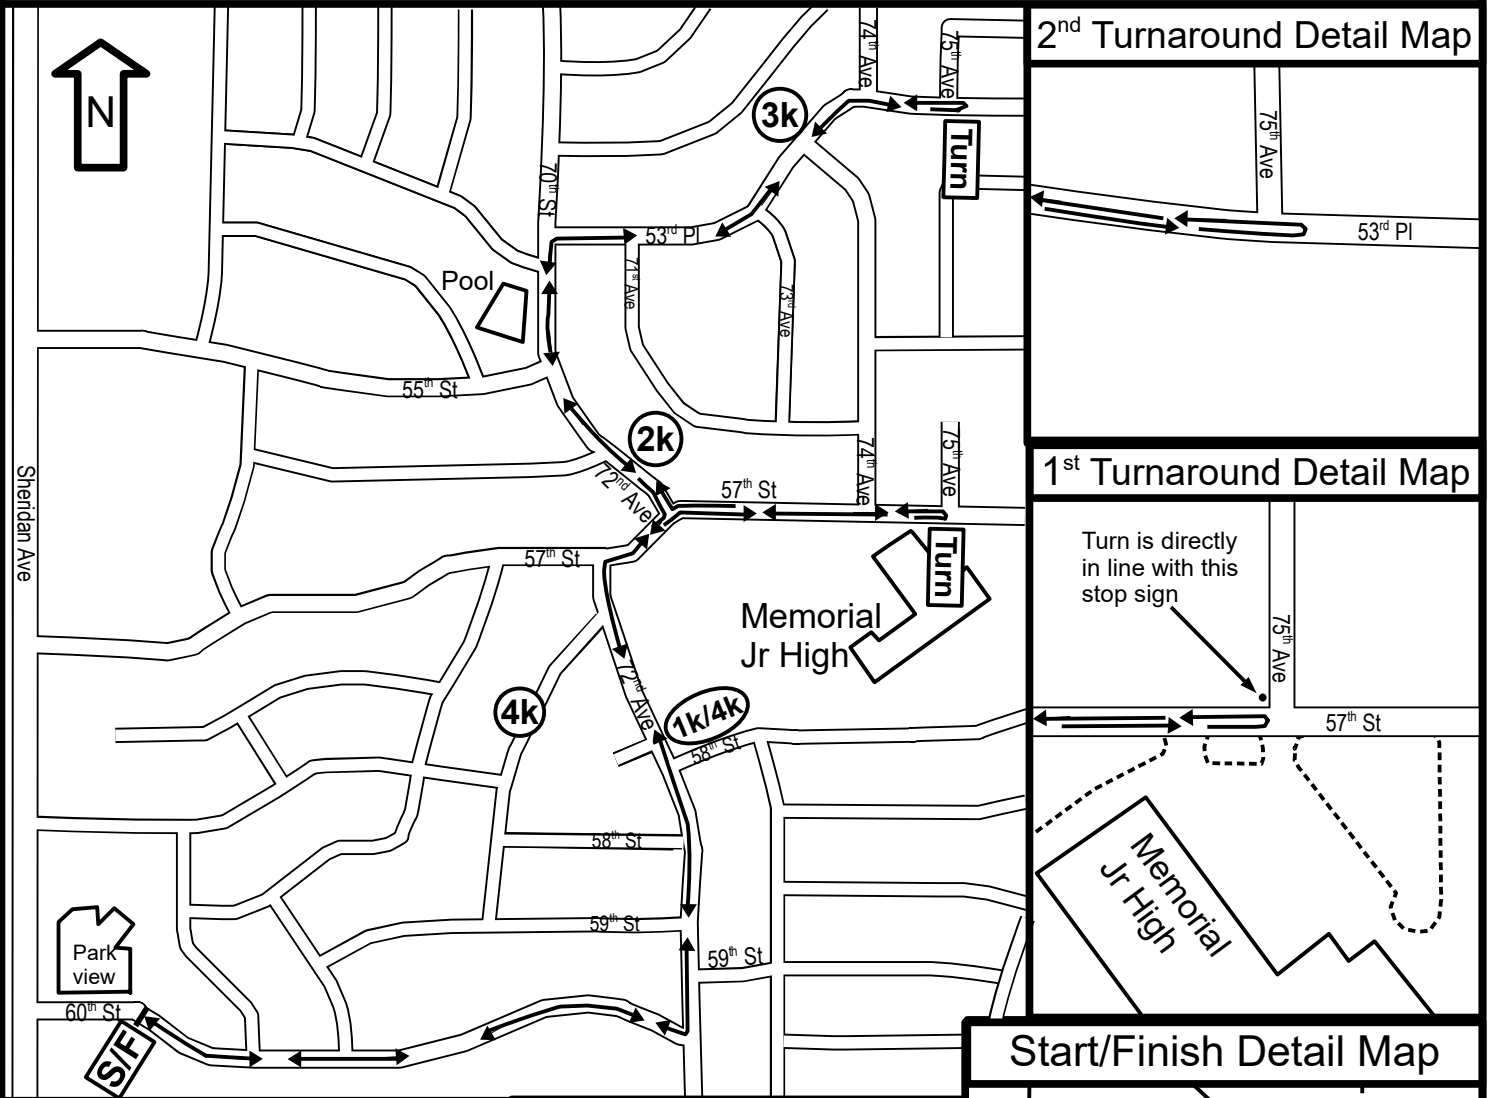 N
74th Ave
75th Ave
3k
Turn
70th St
53rd Pl
Pool
71st Ave
73rd Ave
55th St
2k
72nd Ave
57th St
74th Ave
75th Ave
Turn
Sheridan Ave
57th St
Memorial
Jr High
72nd Ave
4k
1k/4k
58th St
58th St
59th St
59th St
Park
view
60th St
S/F
2nd Turnaround Detail Map
75th Ave
53rd Pl
1st Turnaround Detail Map
Turn is directly
in line with this
stop sign
75th Ave
57th St
Memorial
Jr High
Start/Finish Detail Map